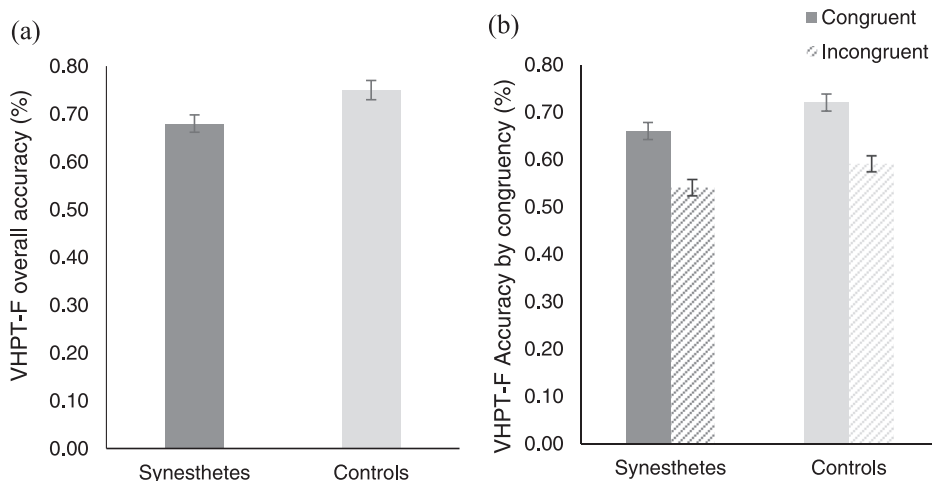 (a)
VHPT-F overall accuracy (%)
0.80
0.70
0.60
0.50
0.40
0.30
0.20
0.10
0.00
Synesthetes Controls
(b)
Congruent
Incongruent
VHPT-F Accuracy by congruency (%)
0.80
0.70
0.60
0.50
0.40
0.30
0.20
0.10
0.00
Synesthetes Controls